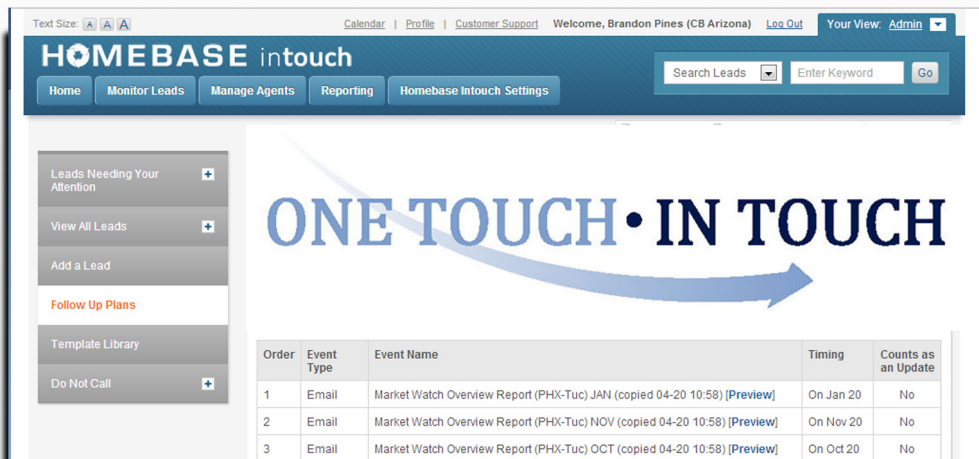 Text Size: A A A Calendar | Profile | Customer Support Welcome, Brandon Pines (CB Arizona) Log Out Your View: Admin
HOMEBASE intouch
Search Leads Enter Keyword Go
Home Monitor Leads Manage Agents Reporting Homebase Intouch Settings
Leads Needing Your
Attention
View All Leads
Add a Lead
Follow Up Plans
Template Library
Do Not Call
ONE TOUCH • IN TOUCH
Order Event Event Name Timing Counts as
Type an Update
1 Email Market Watch Overview Report (PHX-Tuc) JAN (copied 04-20 10:58) [Preview] On Jan 20 No
2 Email Market Watch Overview Report (PHX-Tuc) NOV (copied 04-20 10:58) [Preview] On Nov 20 No
3 Email Market Watch Overview Report (PHX-Tuc) OCT (copied 04-20 10:58) [Preview] On Oct 20 No